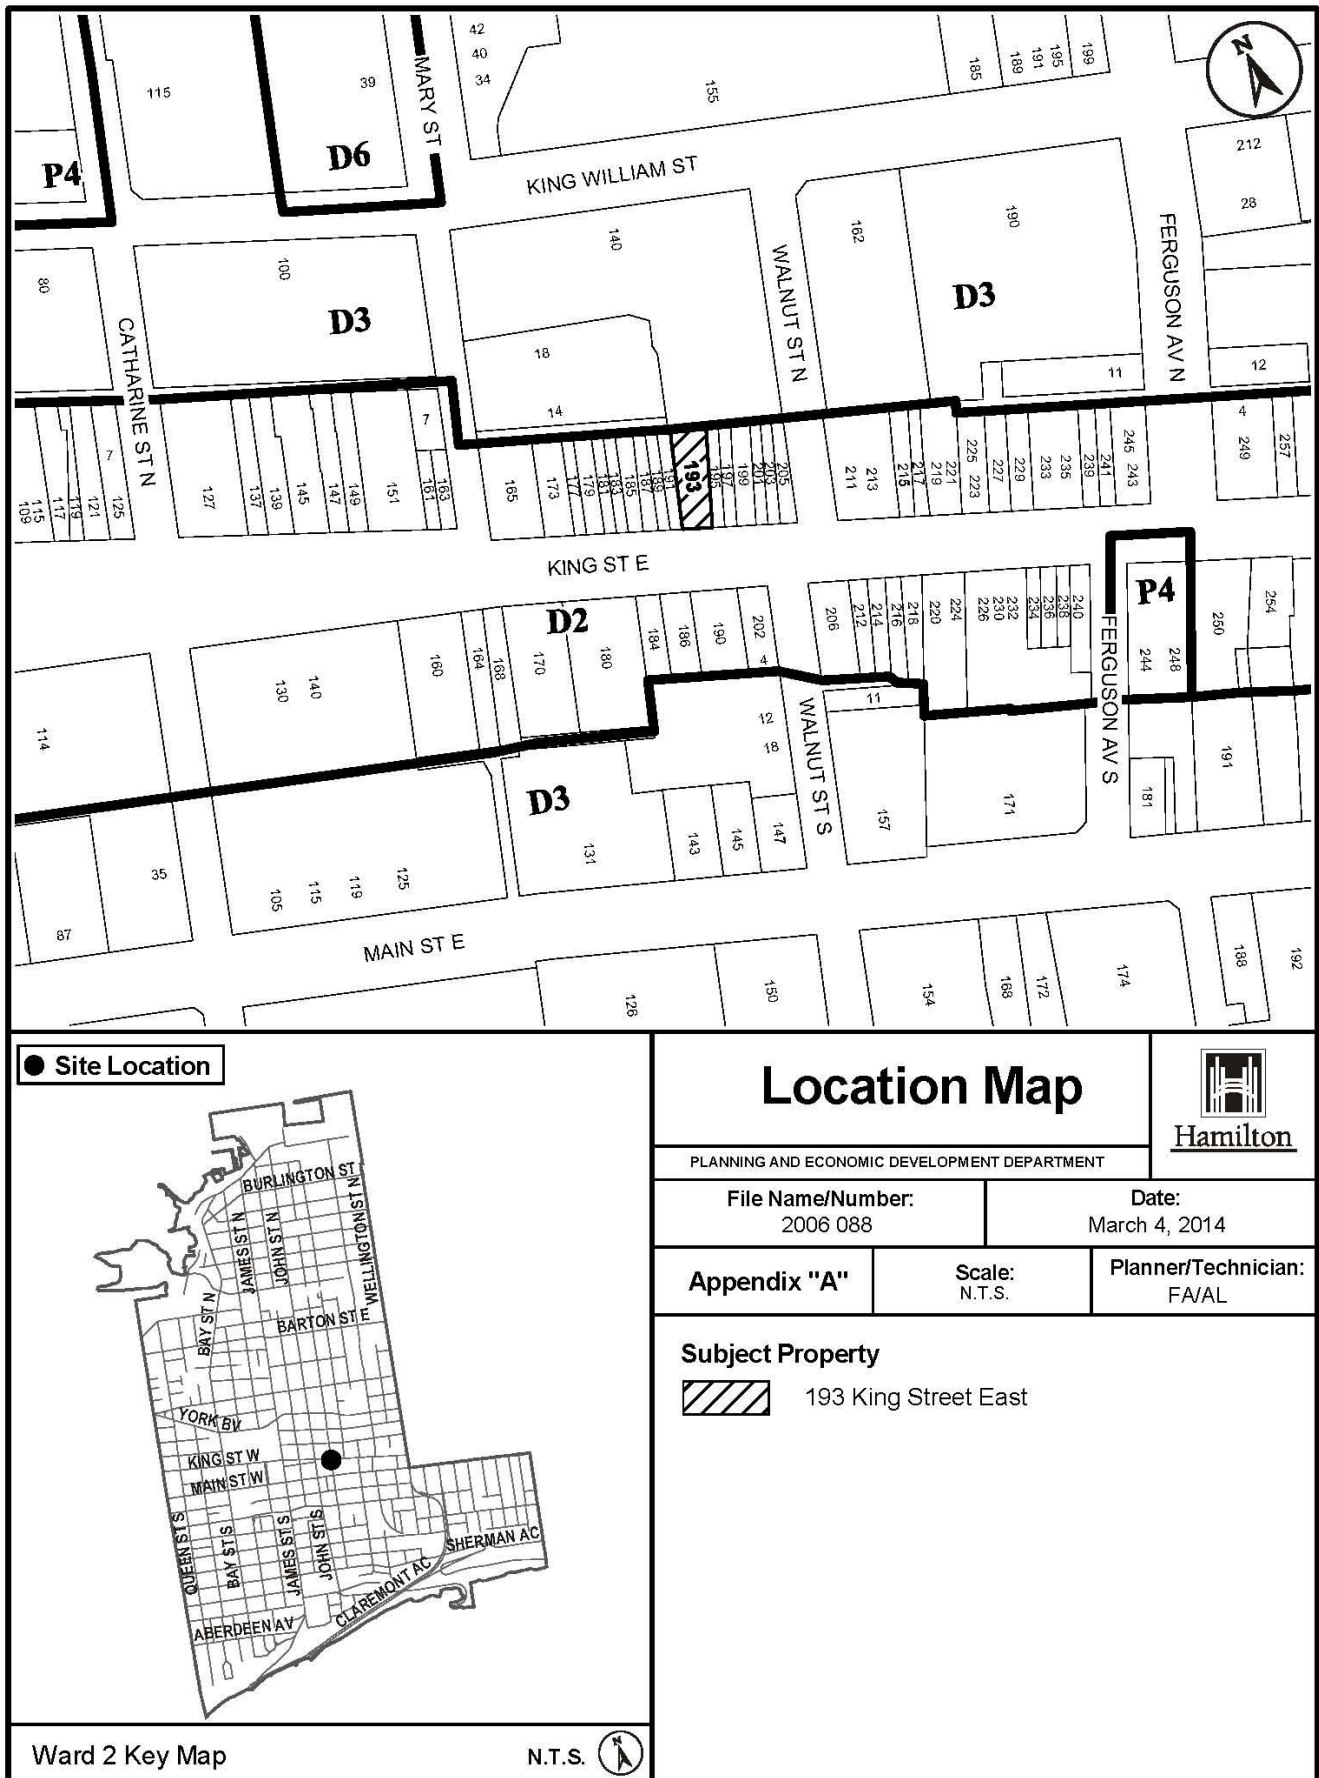 42
40
34
115
39
MARY ST
155
185
189
191
195
199
N
P4
D6
KING WILLIAM ST
212
28
80
100
140
WALNUT ST N
162
190
FERGUSON AV N
D3
D3
CATHARINE ST N
18
14
11
12
7
7
4
109
115
117
119
121
125
127
137
139
145
147
149
151
161
163
165
173
177
179
181
183
185
187
189
191
193
195
197
199
201
203
205
211
213
215
217
219
221
225
223
227
229
233
235
239
241
245
243
249
257
KING ST E
D2
P4
114
130
140
160
164
168
170
180
184
186
190
202
4
206
212
214
216
218
220
224
226
230
232
234
236
238
240
244
248
250
254
FERGUSON AV S
11
12
18
WALNUT ST S
D3
35
87
105
115
119
125
131
143
145
147
157
171
181
191
MAIN ST E
126
150
154
168
172
174
188
192
Site Location
BURLINGTON ST
JAMES ST N
JOHN ST N
WELLINGTON ST N
BAY ST N
BARTON ST E
YORK BV
KING ST W
MAIN ST W
QUEEN ST S
BAY ST S
JAMES ST S
JOHN ST S
CLAREMONT AC
SHERMAN AC
ABERDEEN AV
Ward 2 Key Map
N.T.S.
N
Location Map
Hamilton
PLANNING AND ECONOMIC DEVELOPMENT DEPARTMENT
File Name/Number:
2006 088
Date:
March 4, 2014
Appendix "A"
Scale:
N.T.S.
Planner/Technician:
FA/AL
Subject Property
193 King Street East